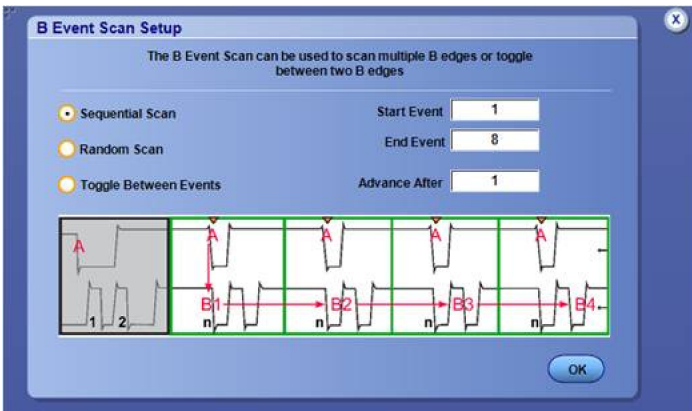 B Event Scan Setup
X
The B Event Scan can be used to scan multiple B edges or toggle
between two B edges
Sequential Scan
Start Event 1
Random Scan
End Event 8
Toggle Between Events
Advance After 1
A A A A A
B1 B2 B3 B4
1 2 n n n n
OK